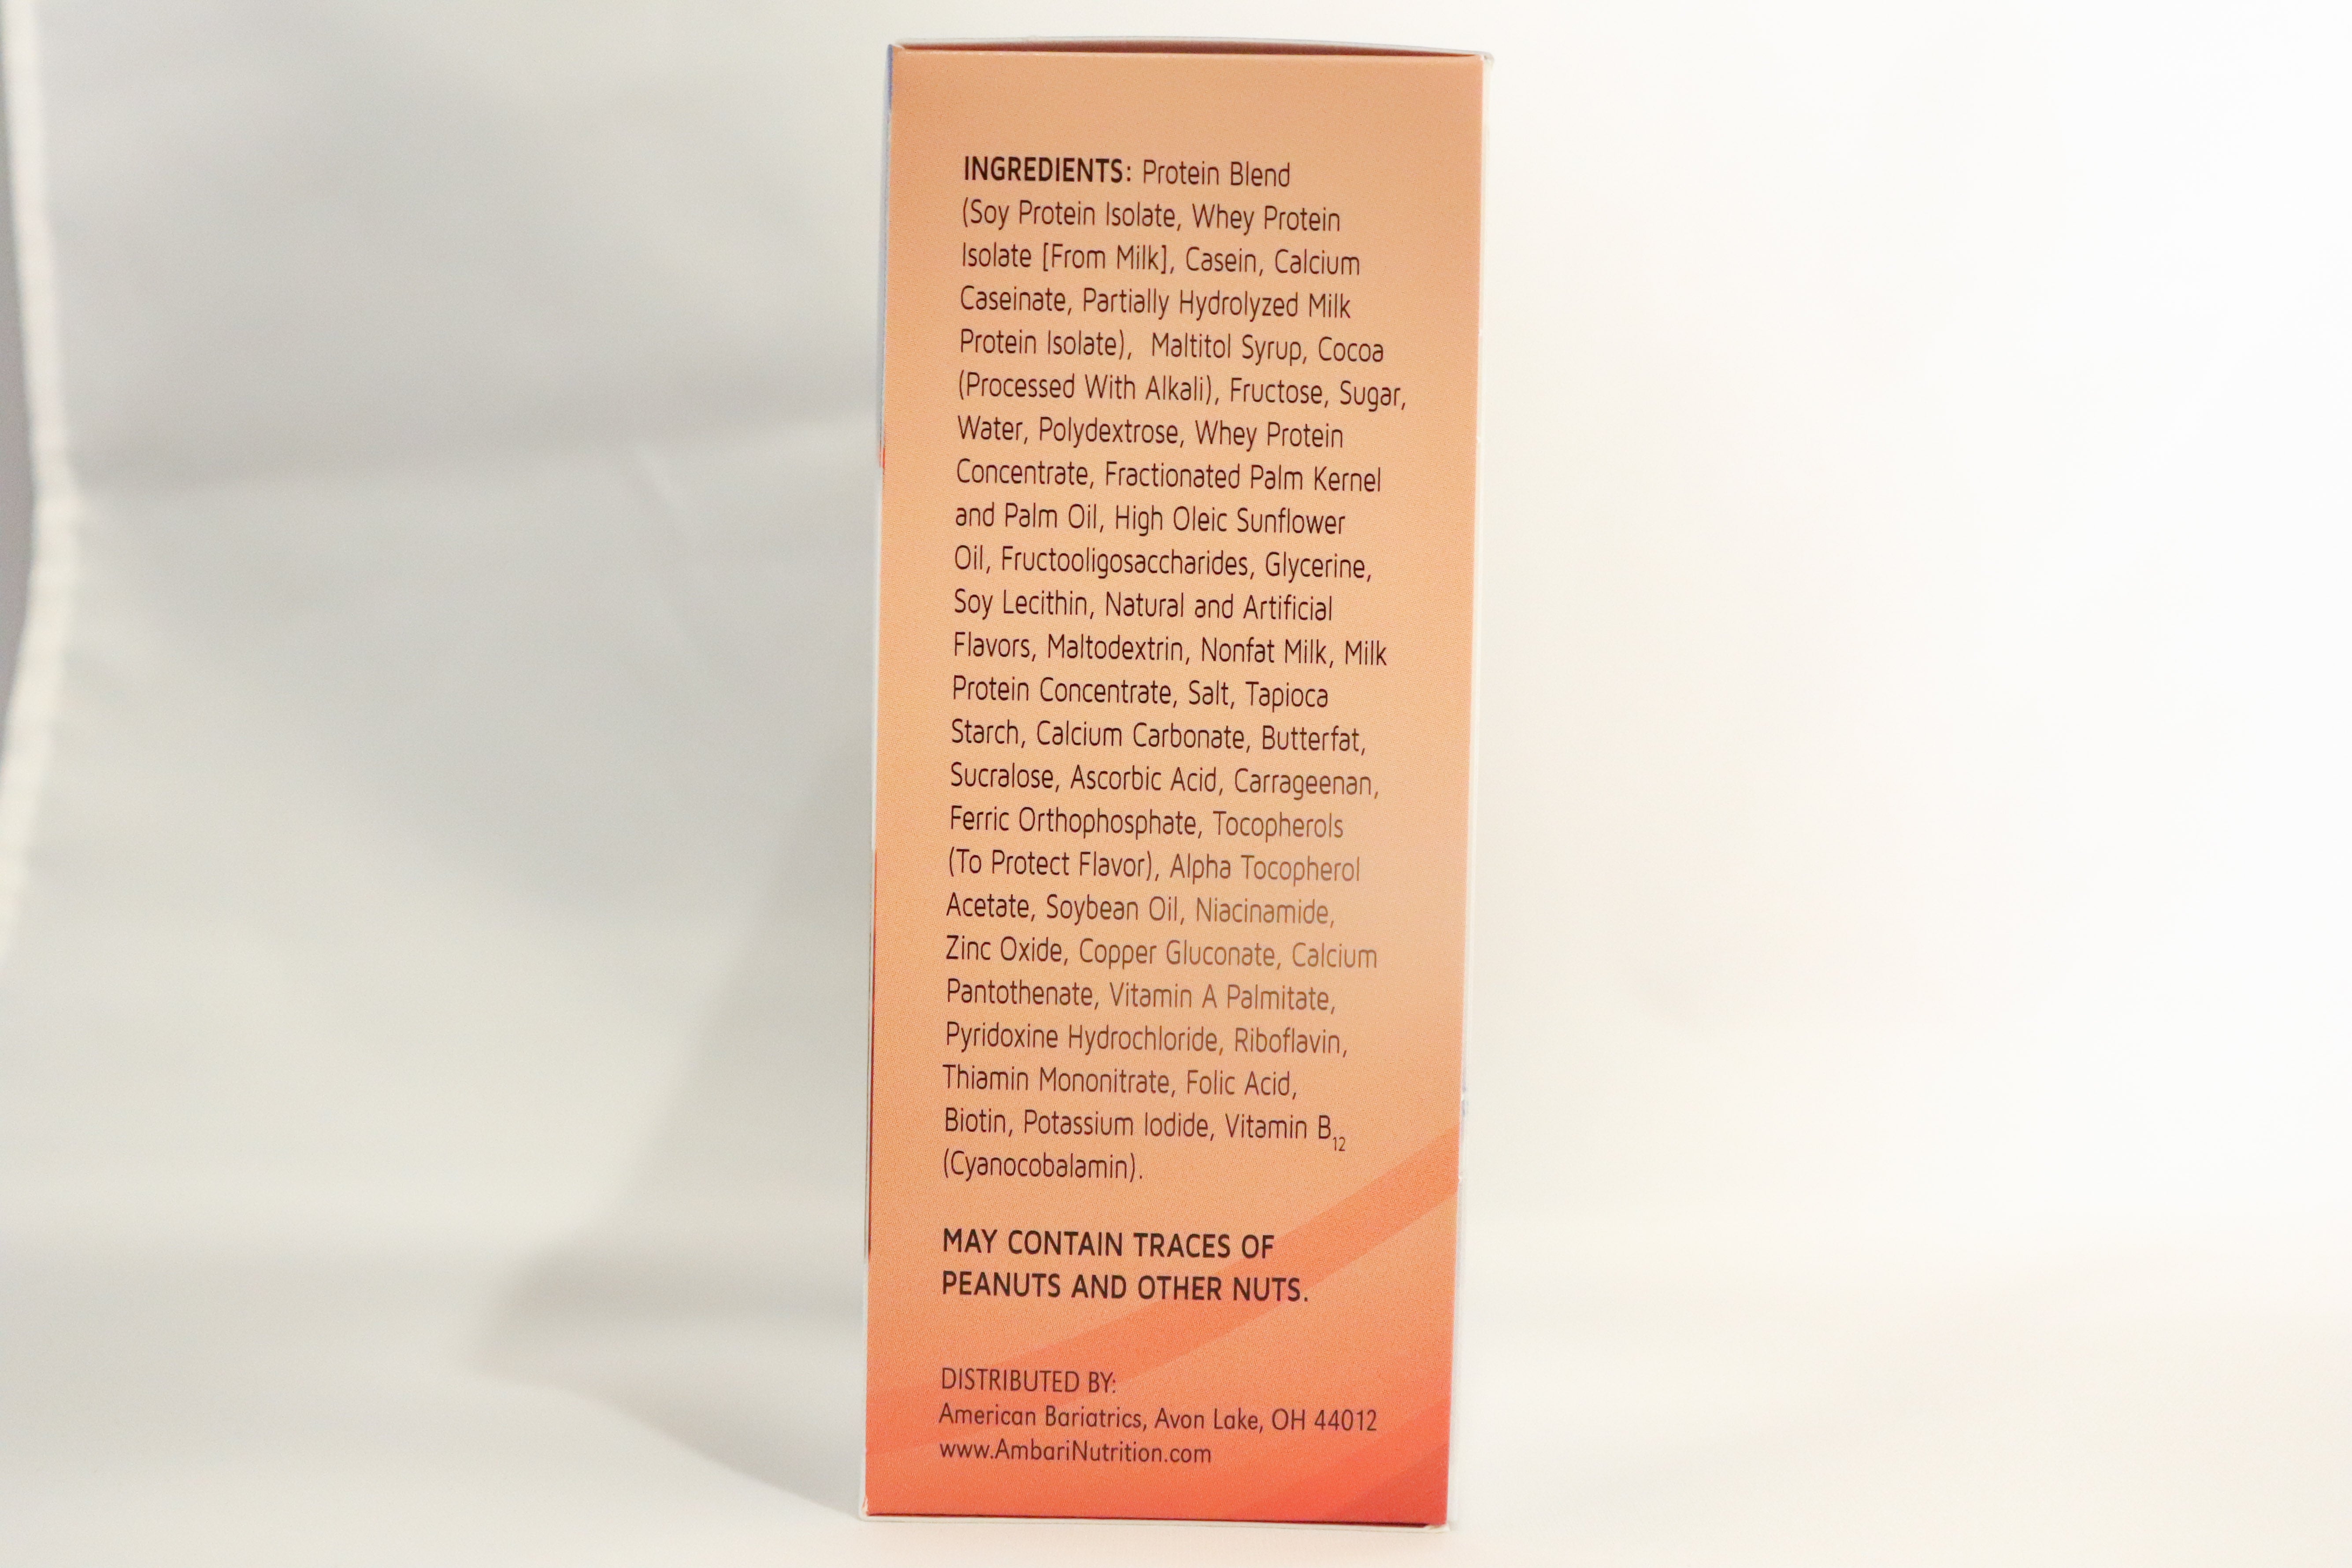 INGREDIENTS: Protein Blend
(Soy Protein Isolate, Whey Protein
Isolate [From Milk], Casein, Calcium
Caseinate, Partially Hydrolyzed Milk
Protein Isolate),  Maltitol Syrup, Cocoa
(Processed With Alkali), Fructose, Sugar,
Water, Polydextrose, Whey Protein
Concentrate, Fractionated Palm Kernel
and Palm Oil, High Oleic Sunflower
Oil, Fructooligosaccharides, Glycerine,
Soy Lecithin, Natural and Artificial
Flavors, Maltodextrin, Nonfat Milk, Milk
Protein Concentrate, Salt, Tapioca
Starch, Calcium Carbonate, Butterfat,
Sucralose, Ascorbic Acid, Carrageenan,
Ferric Orthophosphate, Tocopherols
(To Protect Flavor), Alpha Tocopherol
Acetate, Soybean Oil, Niacinamide,
Zinc Oxide, Copper Gluconate, Calcium
Pantothenate, Vitamin A Palmitate,
Pyridoxine Hydrochloride, Riboflavin,
Thiamin Mononitrate, Folic Acid,
Biotin, Potassium Iodide, Vitamin B₁₂
(Cyanocobalamin).
MAY CONTAIN TRACES OF
PEANUTS AND OTHER NUTS.
DISTRIBUTED BY:
American Bariatrics, Avon Lake, OH 44012
www.AmbariNutrition.com